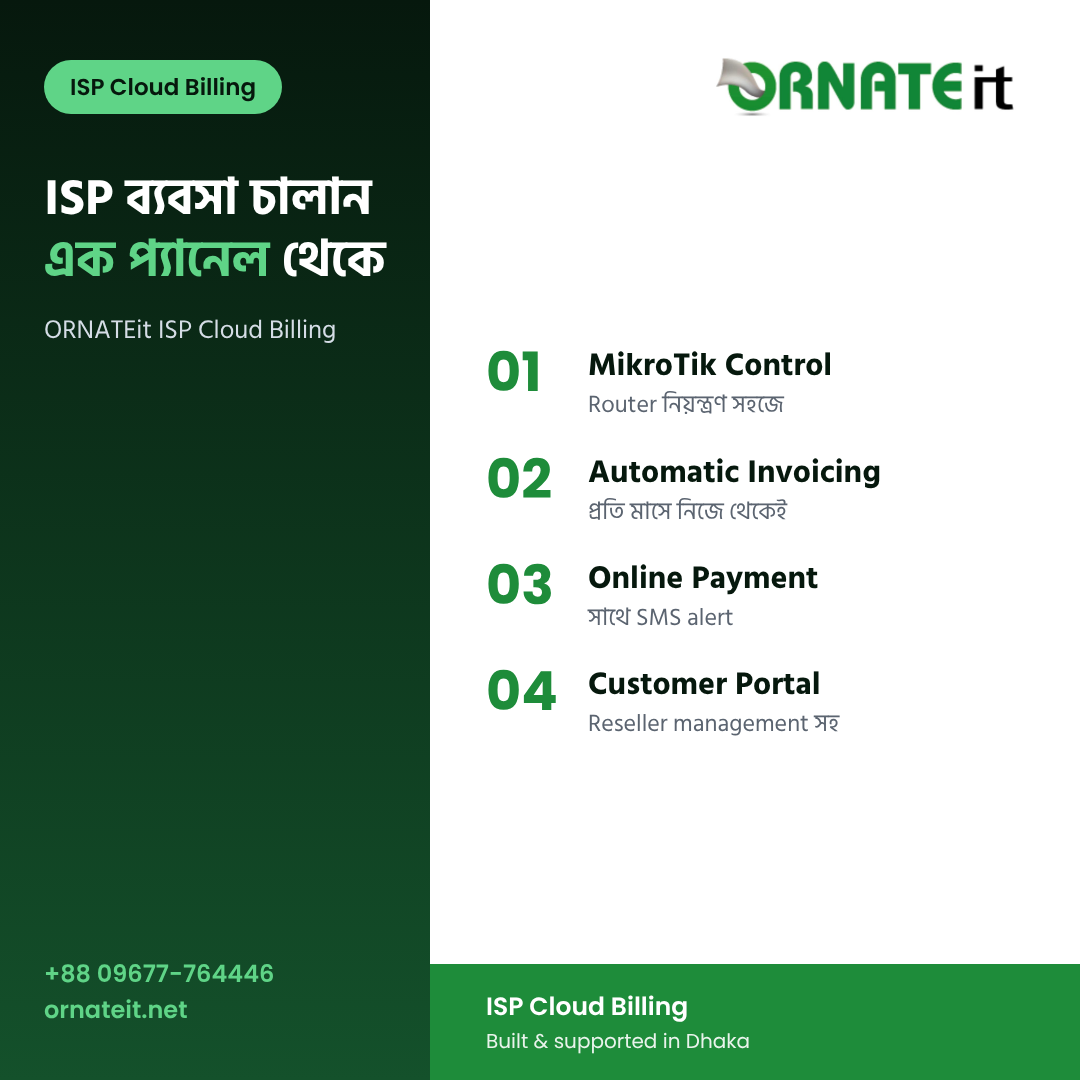 ISP Cloud Billing
ISP ব্যবসা চালান
এক প্যানেল থেকে
ORNATEit ISP Cloud Billing
+88 09677-764446
ornateit.net
ORNATE it
01
MikroTik Control
Router নিয়ন্ত্রণ সহজে
02
Automatic Invoicing
প্রতি মাসে নিজে থেকেই
03
Online Payment
সাথে SMS alert
04
Customer Portal
Reseller management সহ
ISP Cloud Billing
Built & supported in Dhaka